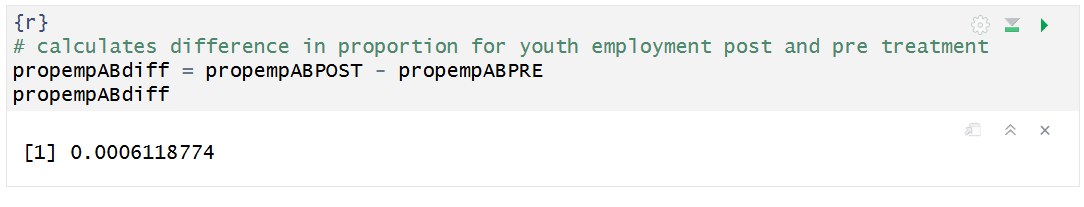 {r}
# calculates difference in proportion for youth employment post and pre treatment
propempABdiff = propempABPOST - propempABPRE
propempABdiff
[1] 0.0006118774